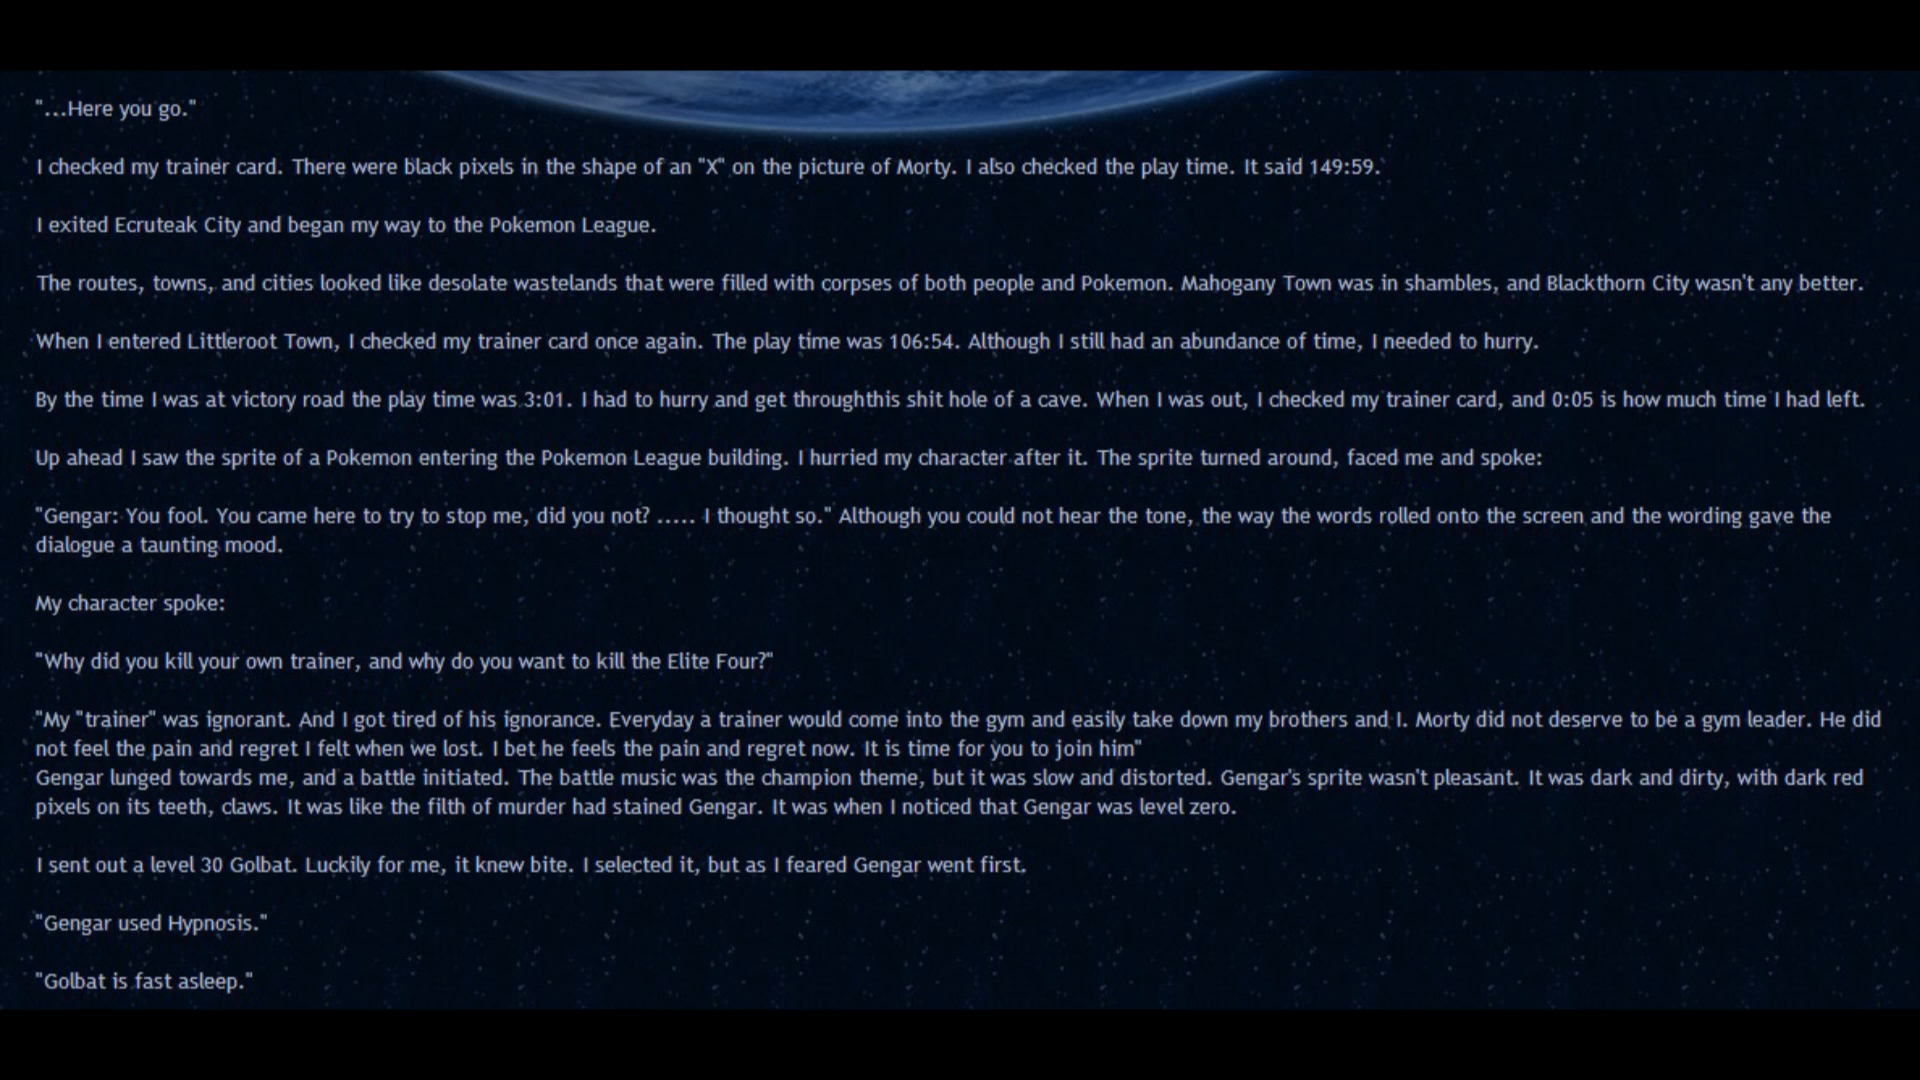 "...Here you go."
I checked my trainer card. There were black pixels in the shape of an "X" on the picture of Morty. I also checked the play time. It said 149:59.
I exited Ecruteak City and began my way to the Pokemon League.
The routes, towns, and cities looked like desolate wastelands that were filled with corpses of both people and Pokemon. Mahogany Town was in shambles, and Blackthorn City wasn't any better.
When I entered Littleroot Town, I checked my trainer card once again. The play time was 106:54. Although I still had an abundance of time, I needed to hurry.
By the time I was at victory road the play time was 3:01. I had to hurry and get throughthis shit hole of a cave. When I was out, I checked my trainer card, and 0:05 is how much time I had left.
Up ahead I saw the sprite of a Pokemon entering the Pokemon League building. I hurried my character after it. The sprite turned around, faced me and spoke:
"Gengar: You fool. You came here to try to stop me, did you not? ..... I thought so." Although you could not hear the tone, the way the words rolled onto the screen and the wording gave the
dialogue a taunting mood.
My character spoke:
"Why did you kill your own trainer, and why do you want to kill the Elite Four?"
"My "trainer" was ignorant. And I got tired of his ignorance. Everyday a trainer would come into the gym and easily take down my brothers and I. Morty did not deserve to be a gym leader. He did
not feel the pain and regret I felt when we lost. I bet he feels the pain and regret now. It is time for you to join him"
Gengar lunged towards me, and a battle initiated. The battle music was the champion theme, but it was slow and distorted. Gengar's sprite wasn't pleasant. It was dark and dirty, with dark red
pixels on its teeth, claws. It was like the filth of murder had stained Gengar. It was when I noticed that Gengar was level zero.
I sent out a level 30 Golbat. Luckily for me, it knew bite. I selected it, but as I feared Gengar went first.
"Gengar used Hypnosis."
"Golbat is fast asleep."